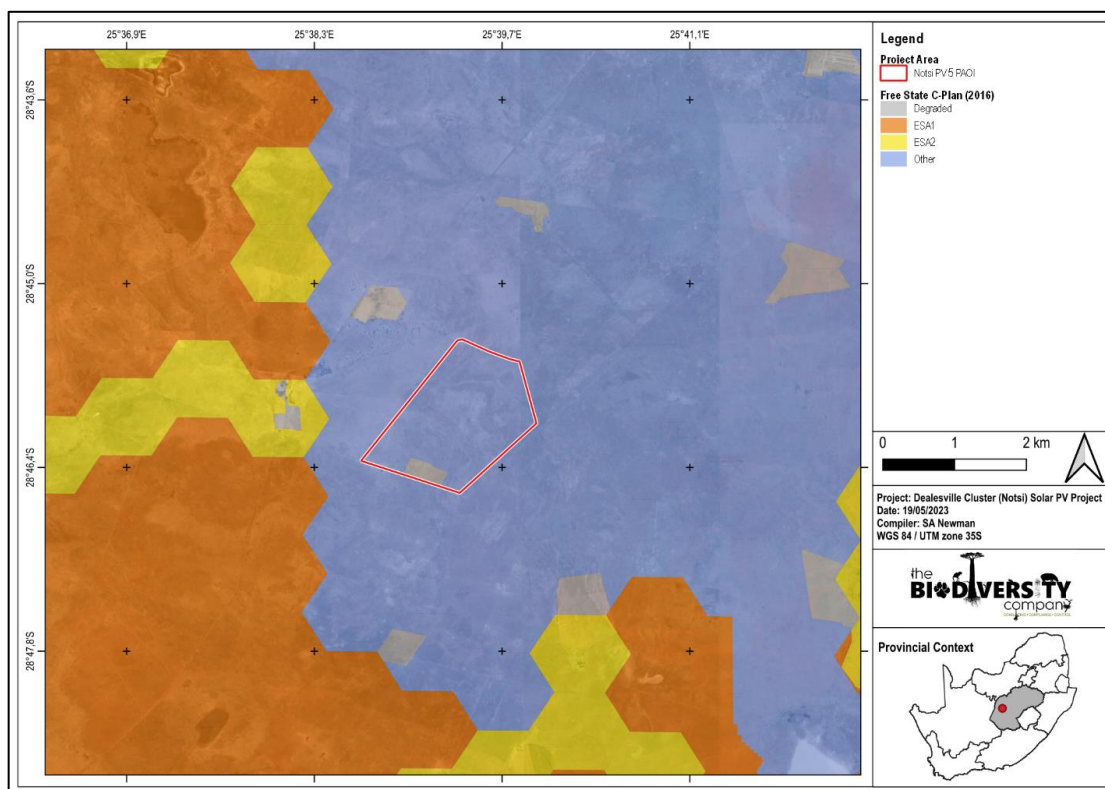 25°36,9'E 25°38,3'E 25°39,7'E 25°41,1'E
28°43,6'S
28°45,0'S
28°46,4'S
28°47,8'S
Legend
Project Area
Notsi PV5 PAOI
Free State C-Plan (2016)
Degraded
ESA1
ESA2
Other
0 1 2 km
Project: Dealesville Cluster (Notsi) Solar PV Project
Date: 19/05/2023
Compiler: SA Newman
WGS 84 / UTM zone 35S
the
BIODIVERSITY
company
Provincial Context